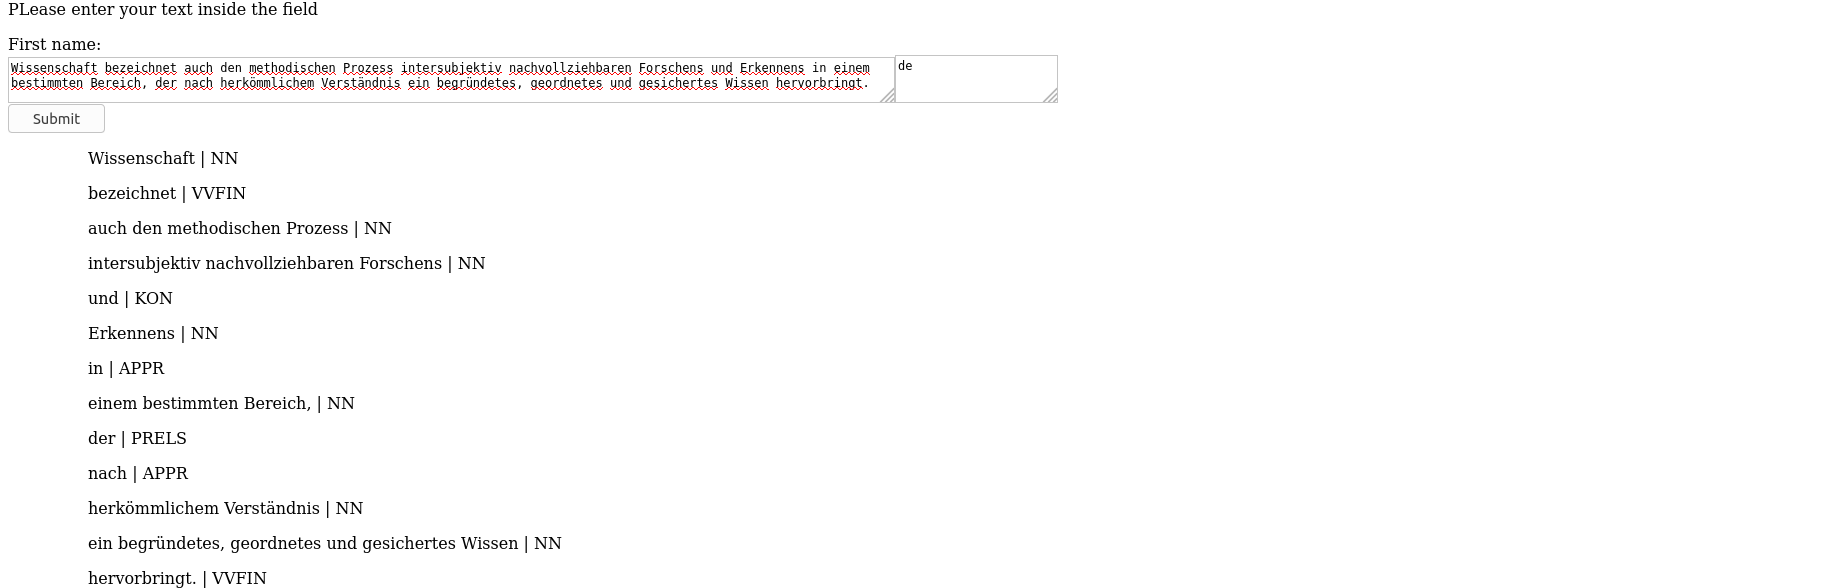 PLease enter your text inside the field
First name:
Wissenschaft bezeichnet auch den methodischen Prozess intersubjektiv nachvollziehbaren Forschens und Erkennens in einem
bestimmten Bereich, der nach herkömmlichem Verständnis ein begründetes, geordnetes und gesichertes Wissen hervorbringt.
de
Submit
Wissenschaft | NN
bezeichnet | VVFIN
auch den methodischen Prozess | NN
intersubjektiv nachvollziehbaren Forschens | NN
und | KON
Erkennens | NN
in | APPR
einem bestimmten Bereich, | NN
der | PRELS
nach | APPR
herkömmlichem Verständnis | NN
ein begründetes, geordnetes und gesichertes Wissen | NN
hervorbringt. | VVFIN